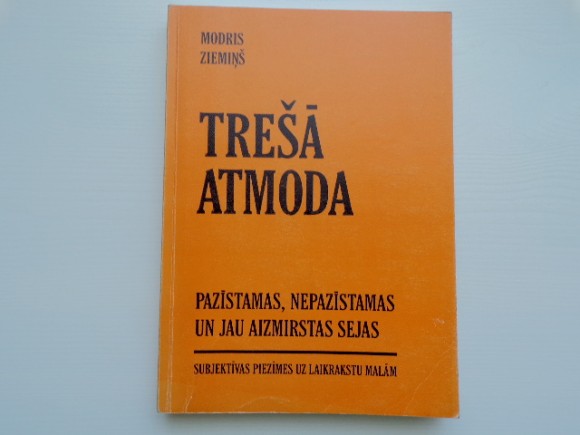 MODRIS
ZIEMIŅŠ
TREŠĀ
ATMODA
PAZĪSTAMAS, NEPAZĪSTAMAS
UN JAU AIZMIRSTAS SEJAS
SUBJEKTĪVAS PIEZĪMES UZ LAIKRAKSTU MALĀM